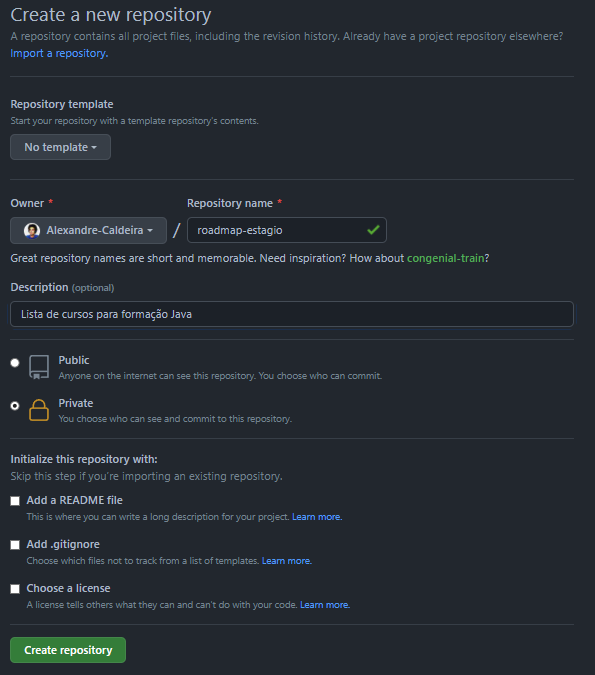 Create a new repository
A repository contains all project files, including the revision history. Already have a project repository elsewhere?
Import a repository.
Repository template
Start your repository with a template repository's contents.
No template
Owner *
Repository name *
Alexandre-Caldeira / roadmap-estagio
Great repository names are short and memorable. Need inspiration? How about congenial-train?
Description (optional)
Lista de cursos para formação Java
Public
Anyone on the internet can see this repository. You choose who can commit.
Private
You choose who can see and commit to this repository.
Initialize this repository with:
Skip this step if you're importing an existing repository.
Add a README file
This is where you can write a long description for your project. Learn more.
Add .gitignore
Choose which files not to track from a list of templates. Learn more.
Choose a license
A license tells others what they can and can't do with your code. Learn more.
Create repository